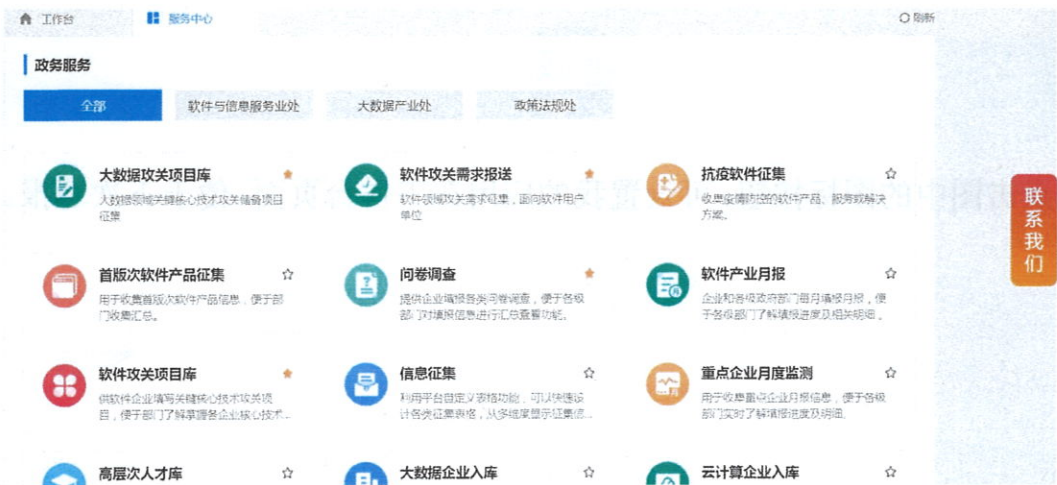 工作台
服务中心
刷新
政务服务
全部
软件与信息服务业处
大数据产业处
政策法规处
大数据攻关项目库
大数据领域关键核心技术攻关储备项目
征集
软件攻关需求报送
软件领域攻关需求征集，面向软件用户
单位
抗疫软件征集
收集疫情防控的软件产品、服务或解决
方案。
首版次软件产品征集
用于收集首版次软件产品信息，便于部
门收集汇总。
问卷调查
提供企业填报各类问卷调查，便于各级
部门对填报信息进行汇总查看功能。
软件产业月报
企业和各级政府部门每月填报月报，便
于各级部门了解填报进度及相关明细。
软件攻关项目库
供软件企业填写关键核心技术攻关项
目，便于部门了解掌握各企业核心技术...
信息征集
利用平台自定义表格功能，可以快速设
计各类征集表格，从多维度显示征集信...
重点企业月度监测
用于收集重点企业月报信息，便于各级
部门实时了解填报进度及明细。
高层次人才库
大数据企业入库
云计算企业入库
联系我们